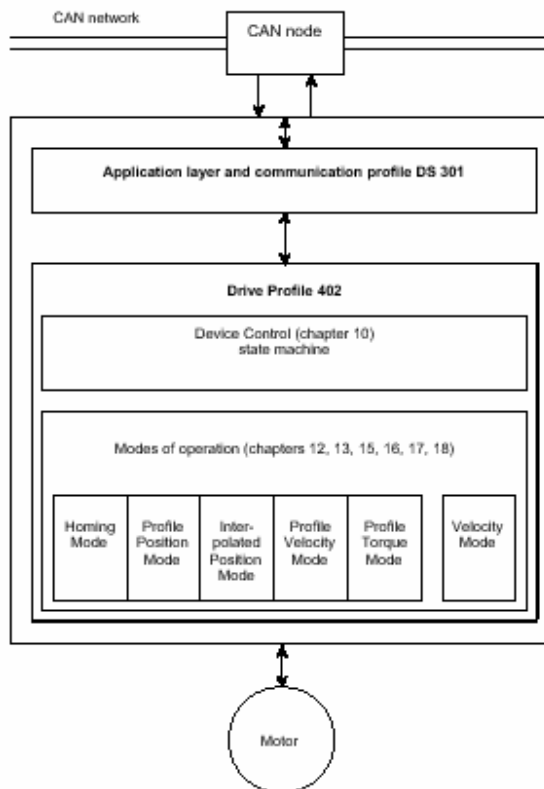 CAN network
CAN node
Application layer and communication profile DS 301
Drive Profile 402
Device Control (chapter 10)
state machine
Modes of operation (chapters 12, 13, 15, 16, 17, 18)
Homing
Mode
Profile
Position
Mode
Inter-
polated
Position
Mode
Profile
Velocity
Mode
Profile
Torque
Mode
Velocity
Mode
Motor